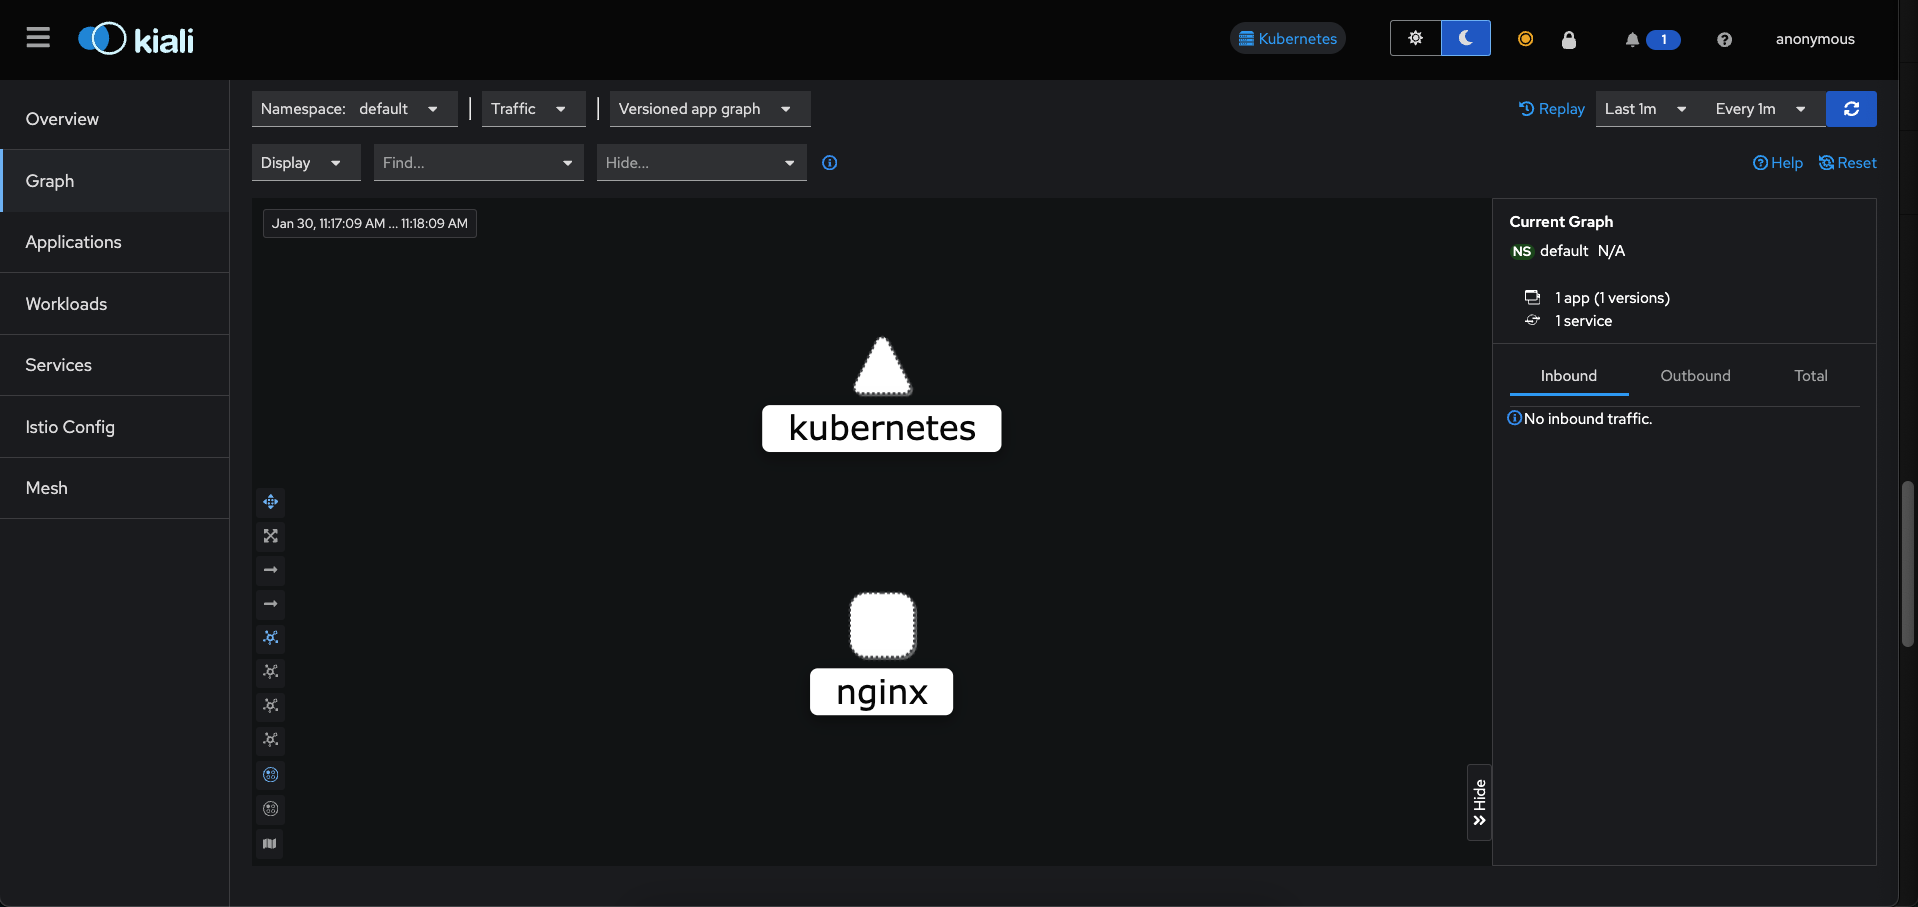 kiali
Kubernetes
1
anonymous
Overview
Graph
Applications
Workloads
Services
Istio Config
Mesh
Namespace: default
Traffic
Versioned app graph
Replay
Last 1m
Every 1m
Display
Find...
Hide...
Help
Reset
Jan 30, 11:17:09 AM ... 11:18:09 AM
kubernetes
nginx
Hide
Current Graph
NS default N/A
1 app (1 versions)
1 service
Inbound
Outbound
Total
No inbound traffic.